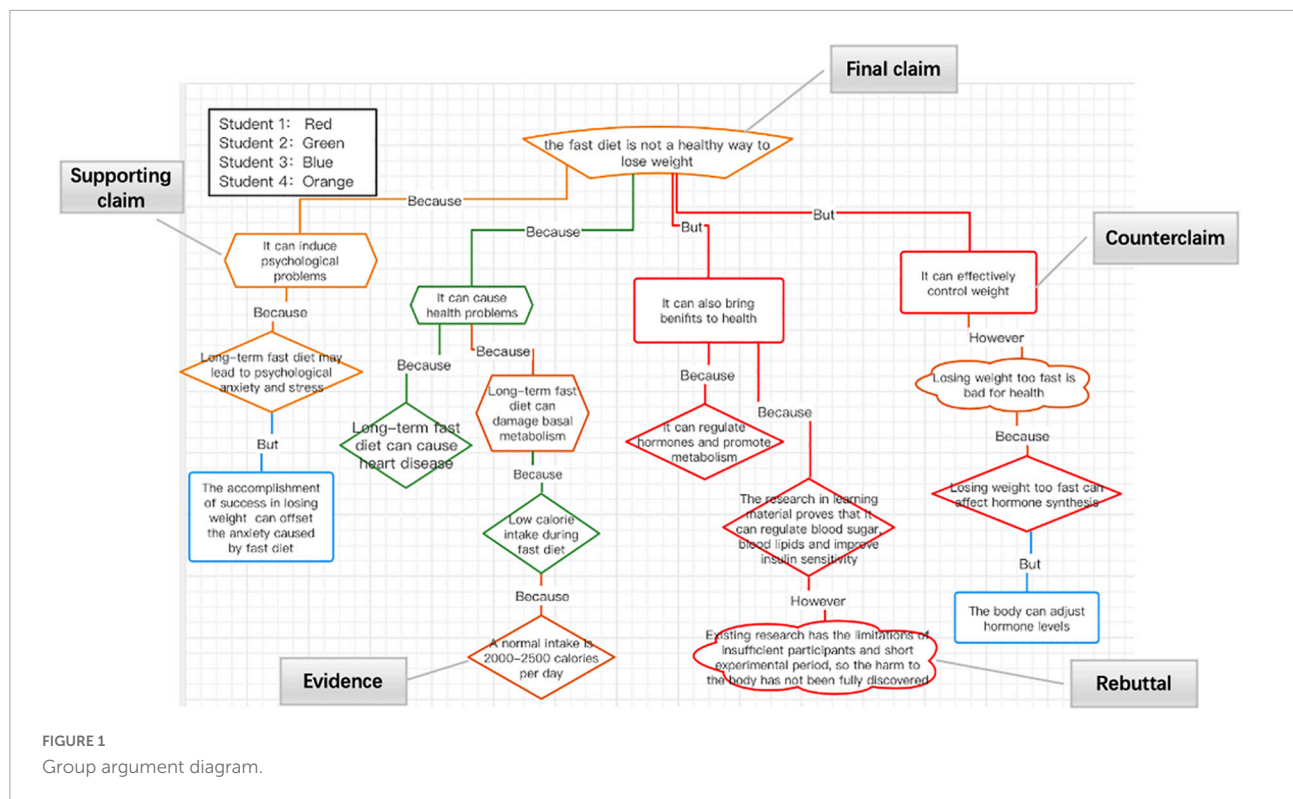 Final claim
Student 1: Red
Student 2: Green
Student 3: Blue
Student 4: Orange
the fast diet is not a healthy way to
lose weight
Supporting
claim
Because
Because
But
But
Counterclaim
It can induce
psychological
problems
It can cause
health problems
It can also bring
benifits to health
It can effectively
control weight
Because
Because
Because
Because
Because
However
Long-term fast diet may
lead to psychological
anxiety and stress
Long-term fast
diet can cause
heart disease
Long-term fast
diet can
damage basal
metabolism
It can regulate
hormones and promote
metabolism
Losing weight too fast is
bad for health
But
Because
Because
The accomplishment
of success in losing
weight can offset
the anxiety caused
by fast diet
Low calorie
intake during
fast diet
The research in learning
material proves that it
can regulate blood sugar,
blood lipids and improve
insulin sensitivity
Losing weight too fast can
affect hormone synthesis
Because
However
But
A normal intake is
2000-2500 calories
per day
Existing research has the limitations of
insufficient participants and short
experimental period, so the harm to
the body has not been fully discovered
The body can adjust
hormone levels
Evidence
Rebuttal
FIGURE 1
Group argument diagram.